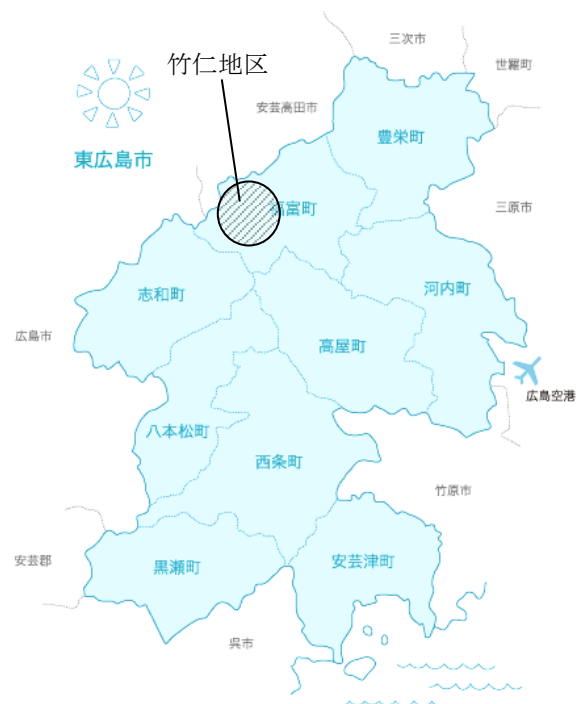 三次市
世羅町
竹仁地区
安芸高田市
豊栄町
東広島市
福富町
三原市
志和町
河内町
広島市
高屋町
広島空港
八本松町
西条町
竹原市
安芸郡
黒瀬町
安芸津町
呉市